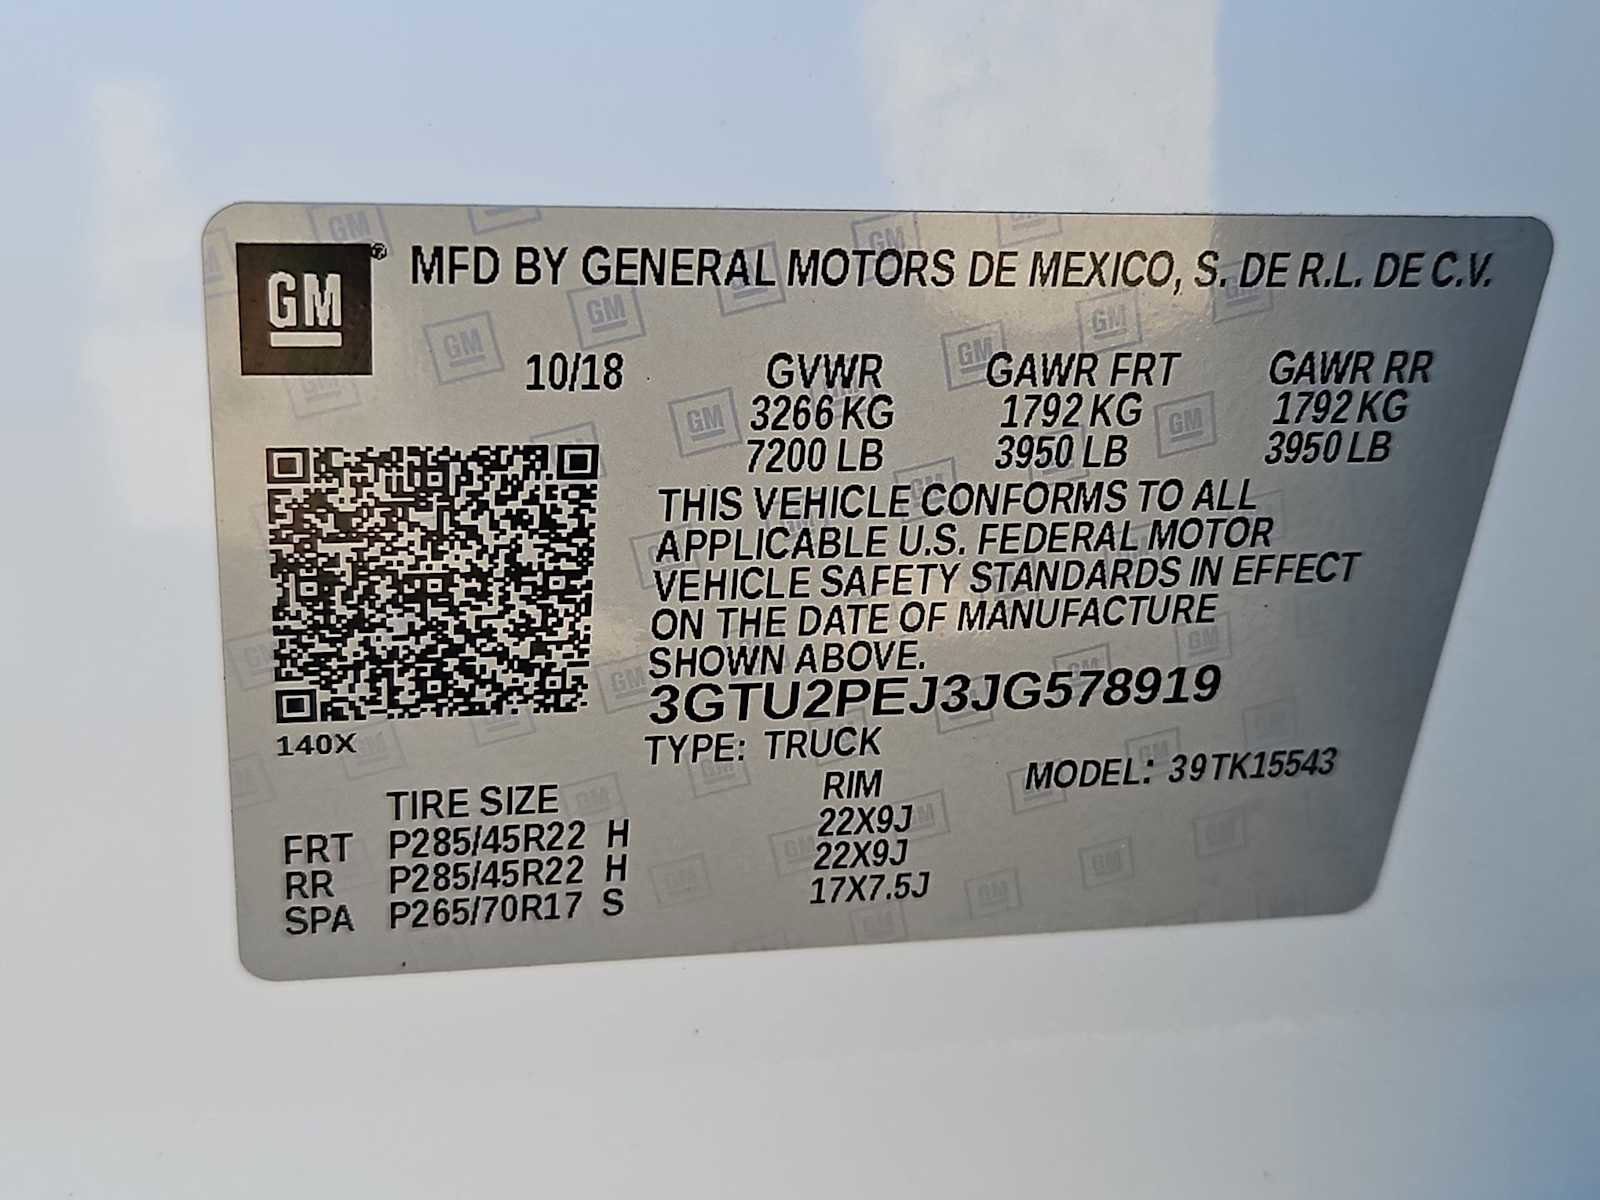 GM ® MFD BY GENERAL MOTORS DE MEXICO, S. DE R.L. DE C.V.
10/18 GVWR GAWR FRT GAWR RR
3266 KG 1792 KG 1792 KG
7200 LB 3950 LB 3950 LB
THIS VEHICLE CONFORMS TO ALL
APPLICABLE U.S. FEDERAL MOTOR
VEHICLE SAFETY STANDARDS IN EFFECT
ON THE DATE OF MANUFACTURE
SHOWN ABOVE.
3GTU2PEJ3JG578919
140X
TYPE: TRUCK
MODEL: 39TK15543
TIRE SIZE RIM
FRT P285/45R22 H 22X9J
RR P285/45R22 H 22X9J
SPA P265/70R17 S 17X7.5J